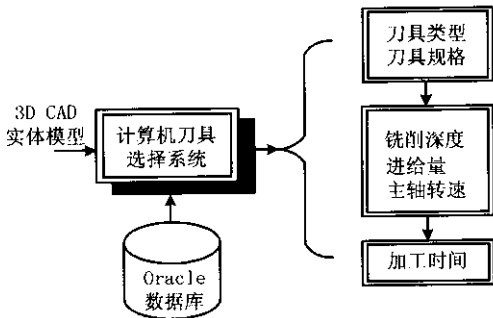 3D CAD
实体模型
计算机刀具
选择系统
Oracle
数据库
刀具类型
刀具规格
铣削深度
进给量
主轴转速
加工时间